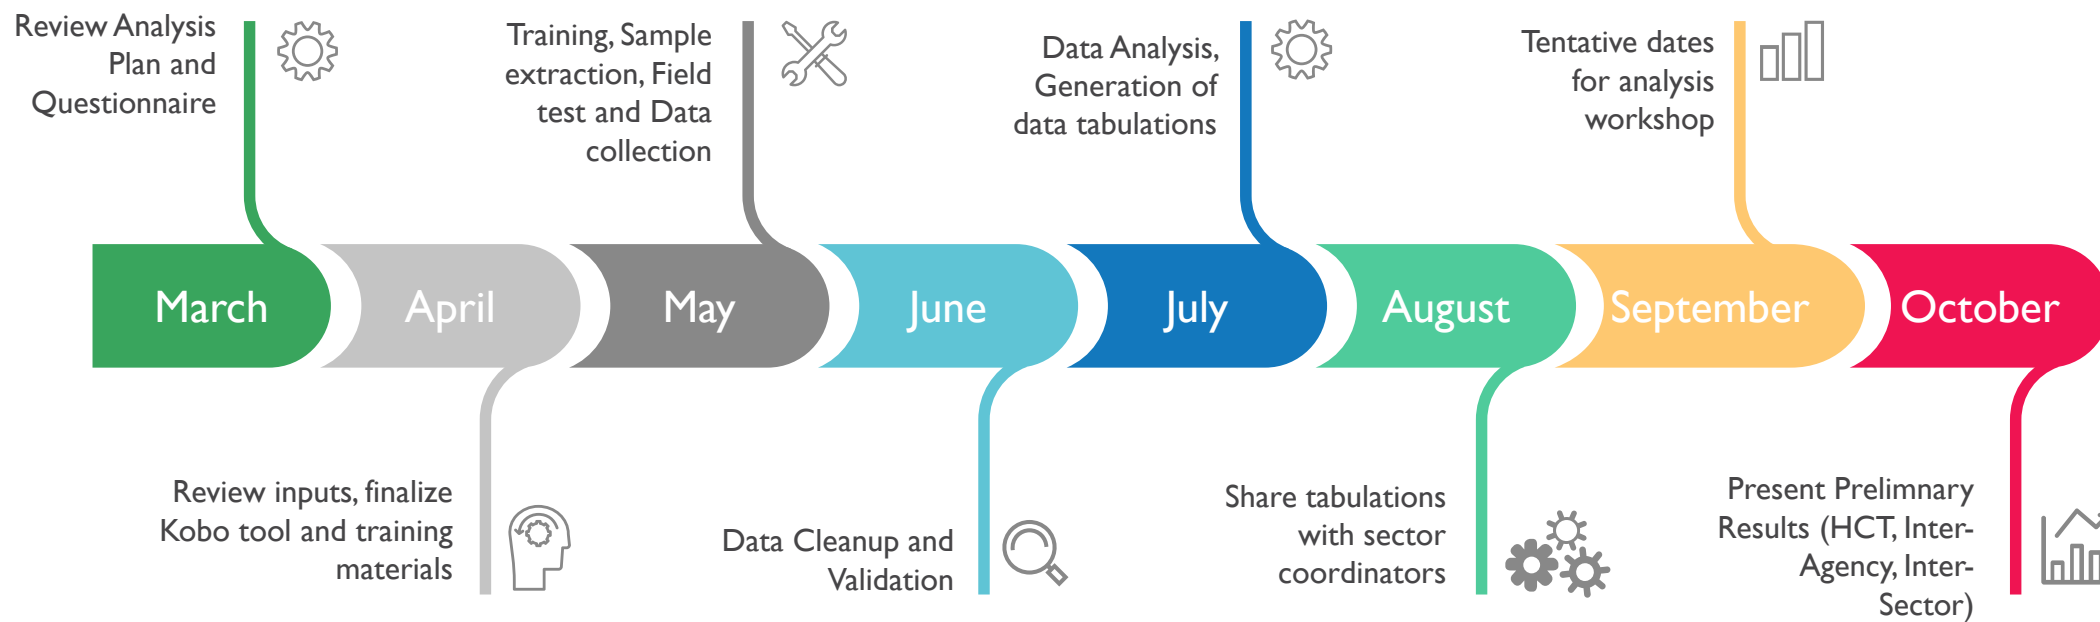 Review Analysis
Plan and
Questionnaire
Training, Sample
extraction, Field
test and Data
collection
Data Analysis,
Generation of
data tabulations
Tentative dates
for analysis
workshop
March
April
May
June
July
August
September
October
Review inputs, finalize
Kobo tool and training
materials
Data Cleanup and
Validation
Share tabulations
with sector
coordinators
Present Prelimnary
Results (HCT, Inter-
Agency, Inter-
Sector)